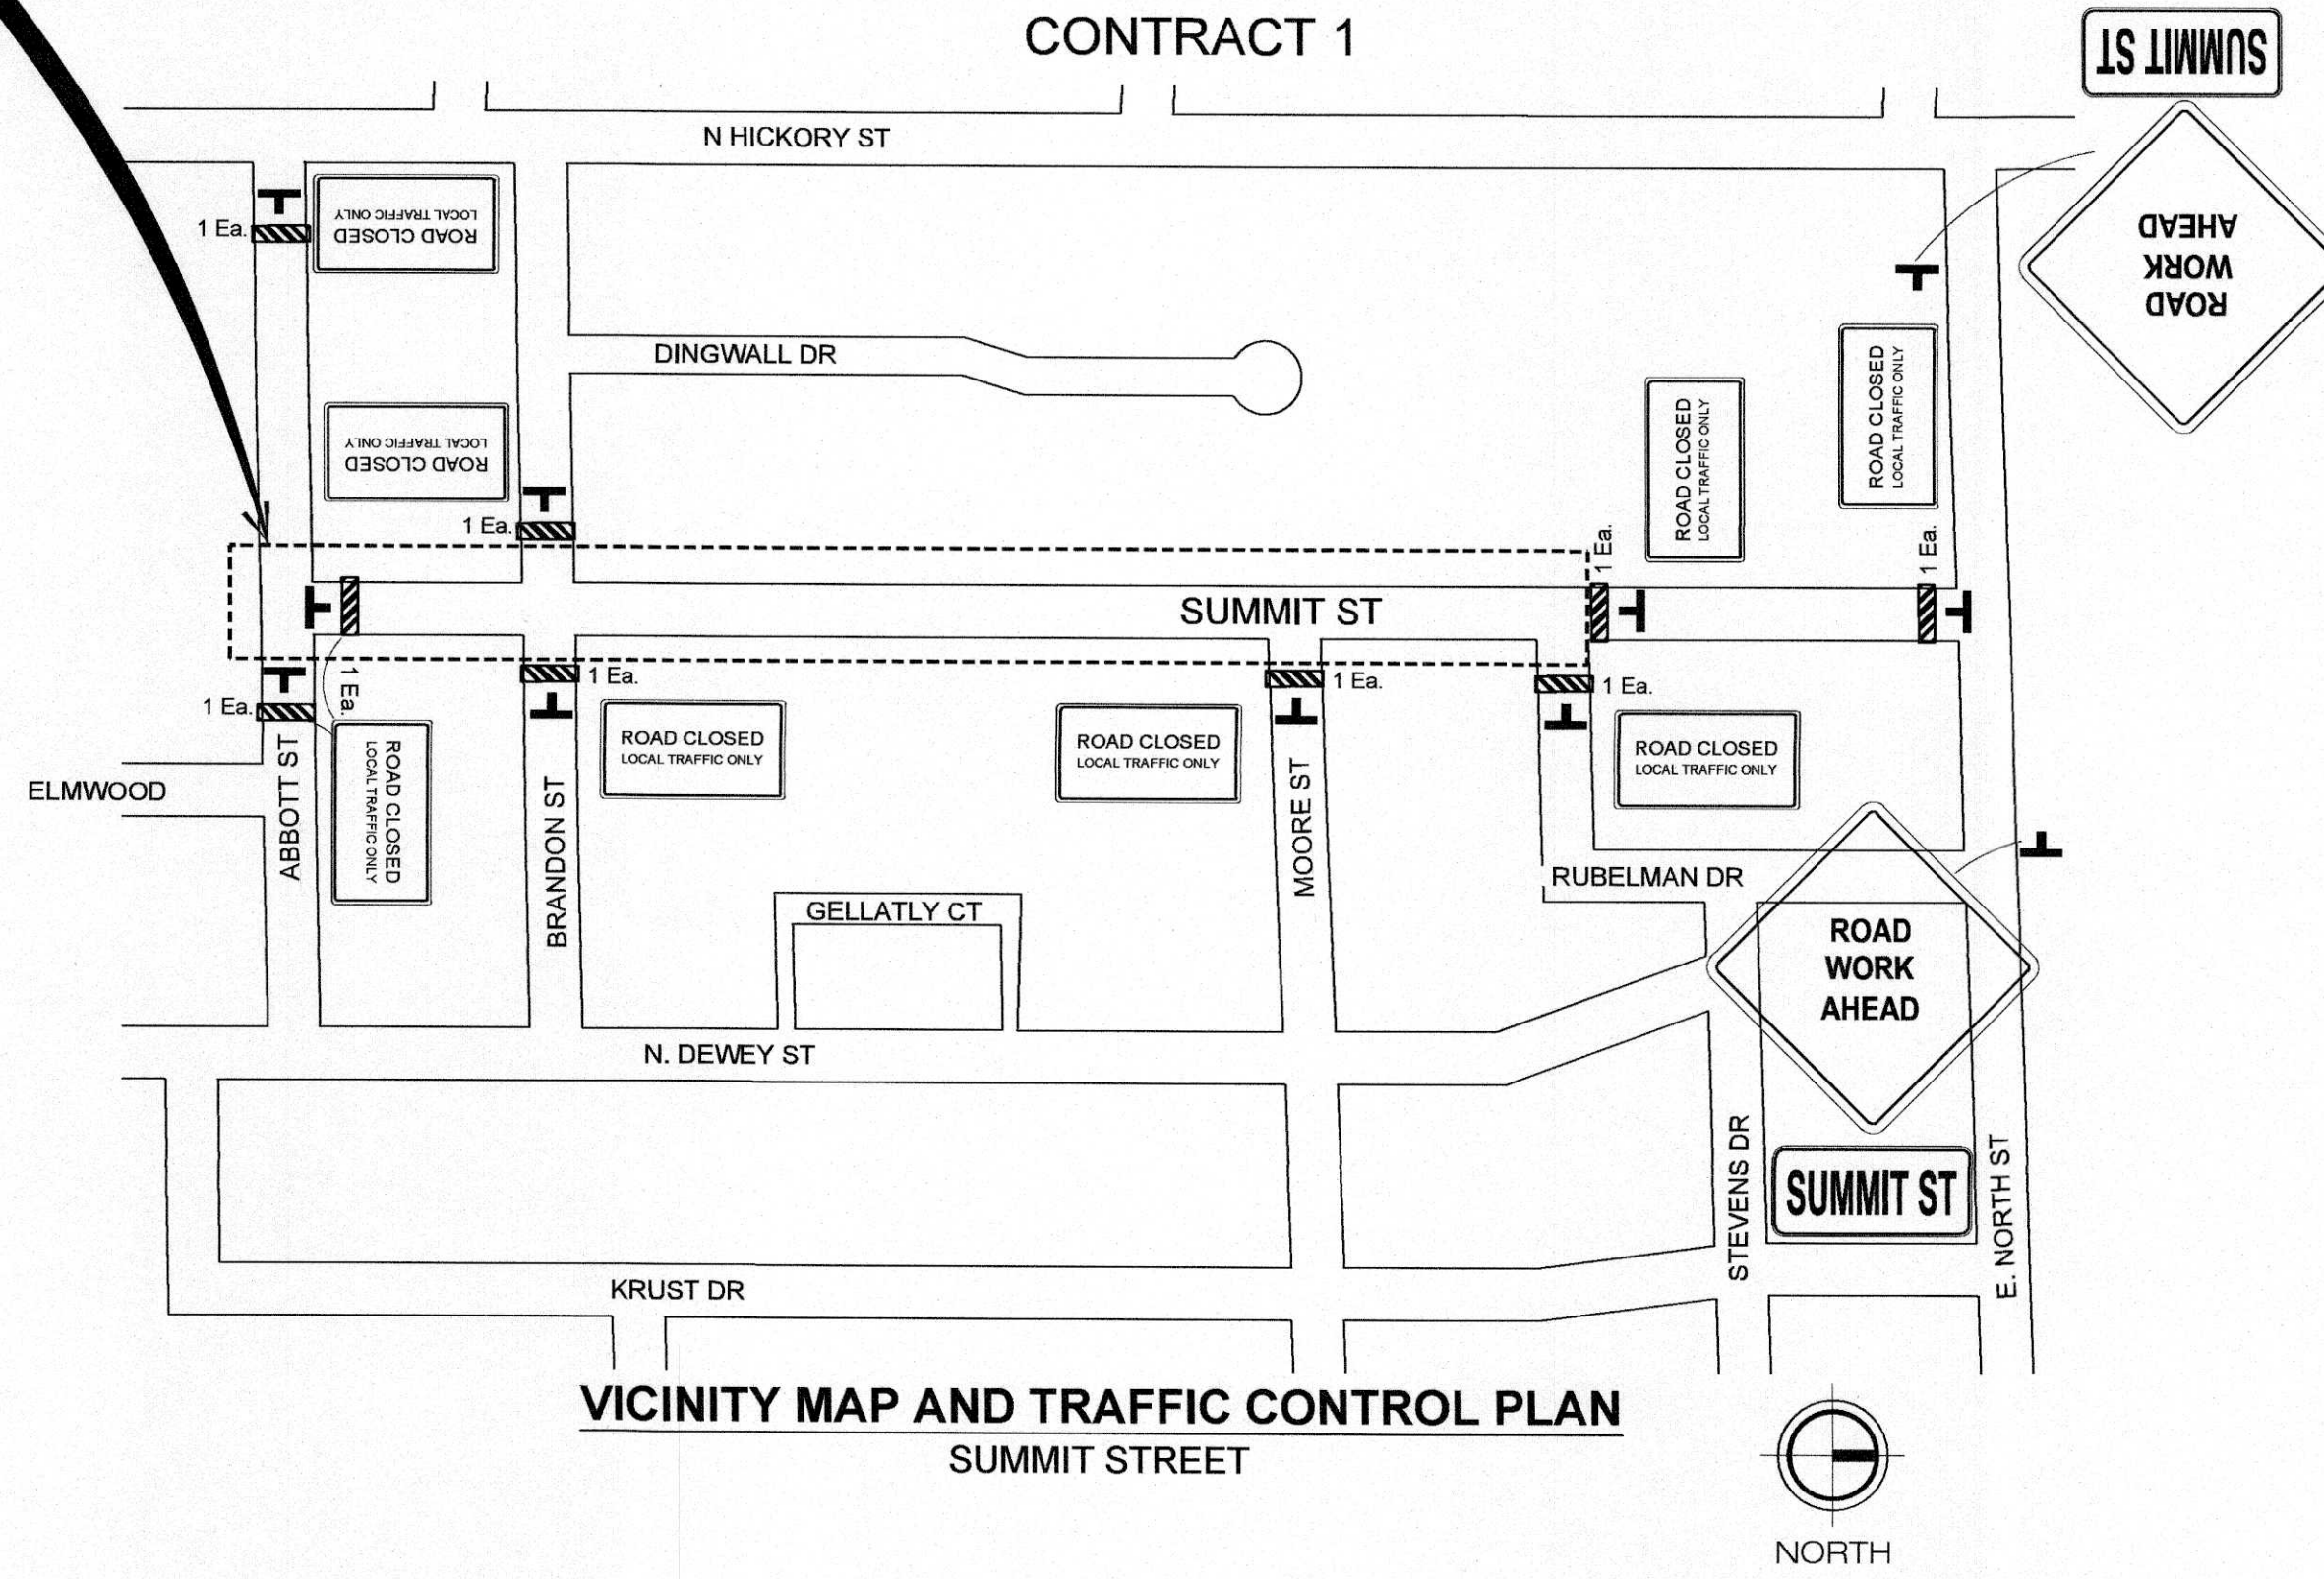 CONTRACT 1
SUMMIT ST
N HICKORY ST
ROAD
WORK
AHEAD
1 Ea.
ROAD CLOSED
LOCAL TRAFFIC ONLY
DINGWALL DR
ROAD CLOSED
LOCAL TRAFFIC ONLY
ROAD CLOSED
LOCAL TRAFFIC ONLY
ROAD CLOSED
LOCAL TRAFFIC ONLY
1 Ea.
1 Ea.
1 Ea.
SUMMIT ST
1 Ea.
1 Ea.
1 Ea.
1 Ea.
1 Ea.
ROAD CLOSED
LOCAL TRAFFIC ONLY
ROAD CLOSED
LOCAL TRAFFIC ONLY
ROAD CLOSED
LOCAL TRAFFIC ONLY
ROAD CLOSED
LOCAL TRAFFIC ONLY
ELMWOOD
ABBOTT ST
BRANDON ST
MOORE ST
RUBELMAN DR
GELLATLY CT
ROAD
WORK
AHEAD
N. DEWEY ST
STEVENS DR
SUMMIT ST
E. NORTH ST
KRUST DR
VICINITY MAP AND TRAFFIC CONTROL PLAN
SUMMIT STREET
NORTH